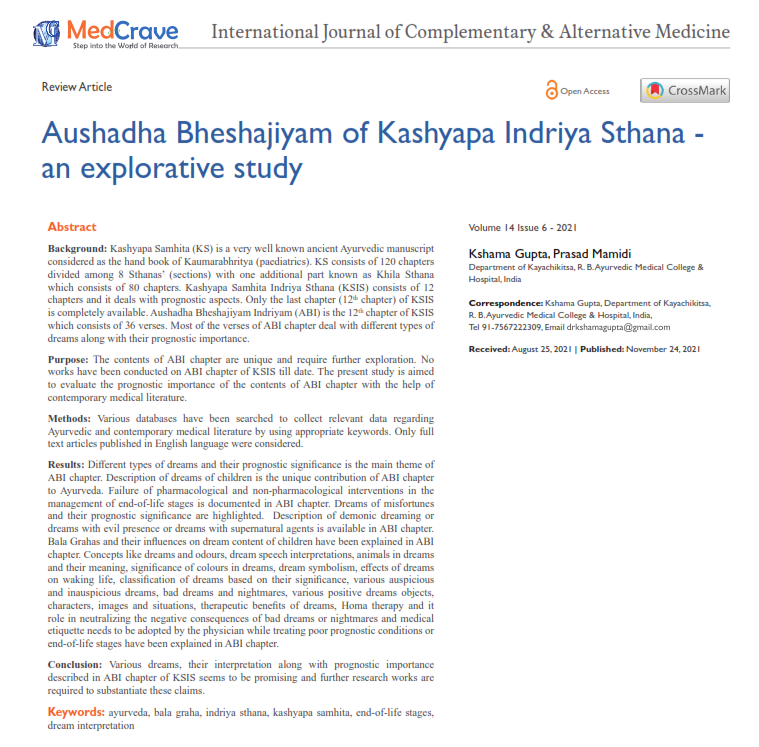 MedCrave
Step into the World of Research
International Journal of Complementary & Alternative Medicine
Review Article
Open Access
CrossMark
Aushadha Bheshajiyam of Kashyapa Indriya Sthana -
an explorative study
Abstract
Background: Kashyapa Samhita (KS) is a very well known ancient Ayurvedic manuscript
considered as the hand book of Kaumarabhritya (paediatrics). KS consists of 120 chapters
divided among 8 Sthanas' (sections) with one additional part known as Khila Sthana
which consists of 80 chapters. Kashyapa Samhita Indriya Sthana (KSIS) consists of 12
chapters and it deals with prognostic aspects. Only the last chapter (12th chapter) of KSIS
is completely available. Aushadha Bheshajiyam Indriyam (ABI) is the 12th chapter of KSIS
which consists of 36 verses. Most of the verses of ABI chapter deal with different types of
dreams along with their prognostic importance.
Purpose: The contents of ABI chapter are unique and require further exploration. No
works have been conducted on ABI chapter of KSIS till date. The present study is aimed
to evaluate the prognostic importance of the contents of ABI chapter with the help of
contemporary medical literature.
Methods: Various databases have been searched to collect relevant data regarding
Ayurvedic and contemporary medical literature by using appropriate keywords. Only full
text articles published in English language were considered.
Results: Different types of dreams and their prognostic significance is the main theme of
ABI chapter. Description of dreams of children is the unique contribution of ABI chapter
to Ayurveda. Failure of pharmacological and non-pharmacological interventions in the
management of end-of-life stages is documented in ABI chapter. Dreams of misfortunes
and their prognostic significance are highlighted. Description of demonic dreaming or
dreams with evil presence or dreams with supernatural agents is available in ABI chapter.
Bala Grahas and their influences on dream content of children have been explained in ABI
chapter. Concepts like dreams and odours, dream speech interpretations, animals in dreams
and their meaning, significance of colours in dreams, dream symbolism, effects of dreams
on waking life, classification of dreams based on their significance, various auspicious
and inauspicious dreams, bad dreams and nightmares, various positive dreams objects,
characters, images and situations, therapeutic benefits of dreams, Homa therapy and it
role in neutralizing the negative consequences of bad dreams or nightmares and medical
etiquette needs to be adopted by the physician while treating poor prognostic conditions or
end-of-life stages have been explained in ABI chapter.
Conclusion: Various dreams, their interpretation along with prognostic importance
described in ABI chapter of KSIS seems to be promising and further research works are
required to substantiate these claims.
Keywords: ayurveda, bala graha, indriya sthana, kashyapa samhita, end-of-life stages,
dream interpretation
Volume 14 Issue 6 - 2021
Kshama Gupta, Prasad Mamidi
Department of Kayachikitsa, R. B. Ayurvedic Medical College &
Hospital, India
Correspondence: Kshama Gupta, Department of Kayachikitsa,
R. B. Ayurvedic Medical College & Hospital, India,
Tel 91-7567222309, Email drkshamagupta@gmail.com
Received: August 25, 2021 | Published: November 24, 2021